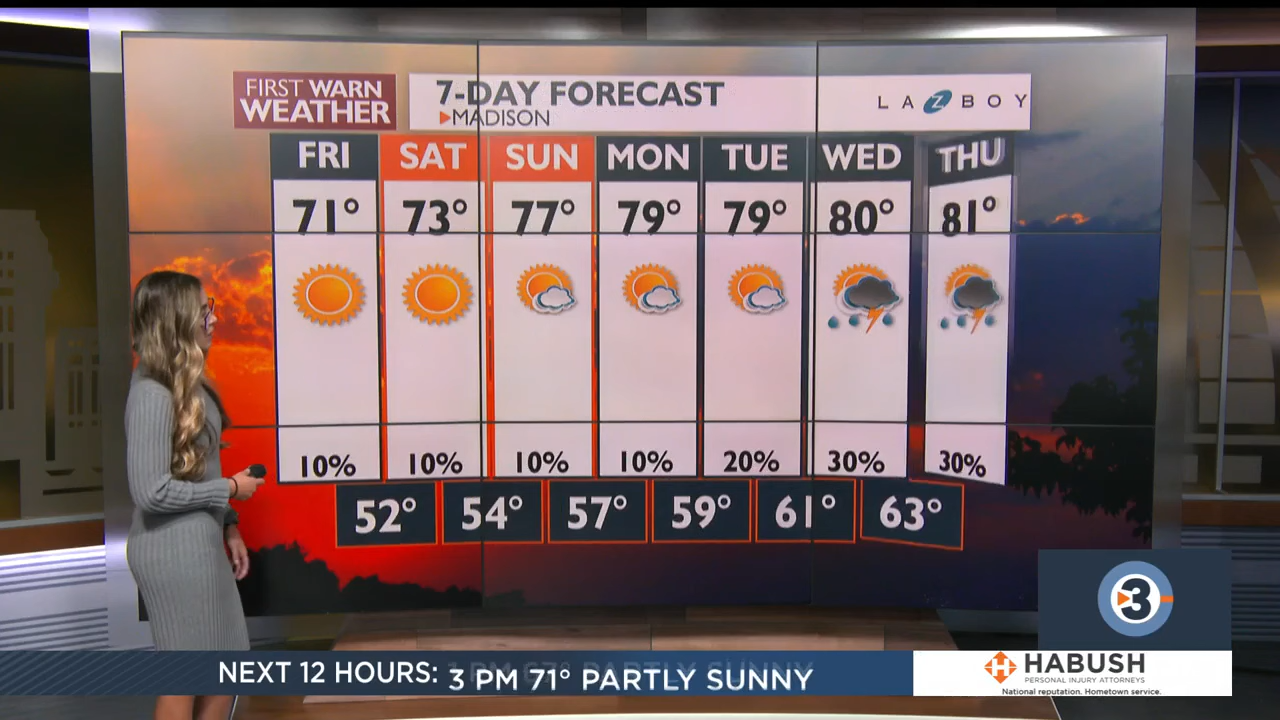 FIRST WARN
WEATHER
7-DAY FORECAST
▸MADISON
LA Z BOY
FRI SAT SUN MON TUE WED THU
71° 73° 77° 79° 79° 80° 81°
10% 10% 10% 10% 20% 30% 30%
52° 54° 57° 59° 61° 63°
3
NEXT 12 HOURS: 3 PM 71° PARTLY SUNNY
HABUSH
PERSONAL INJURY ATTORNEYS
National reputation. Hometown service.